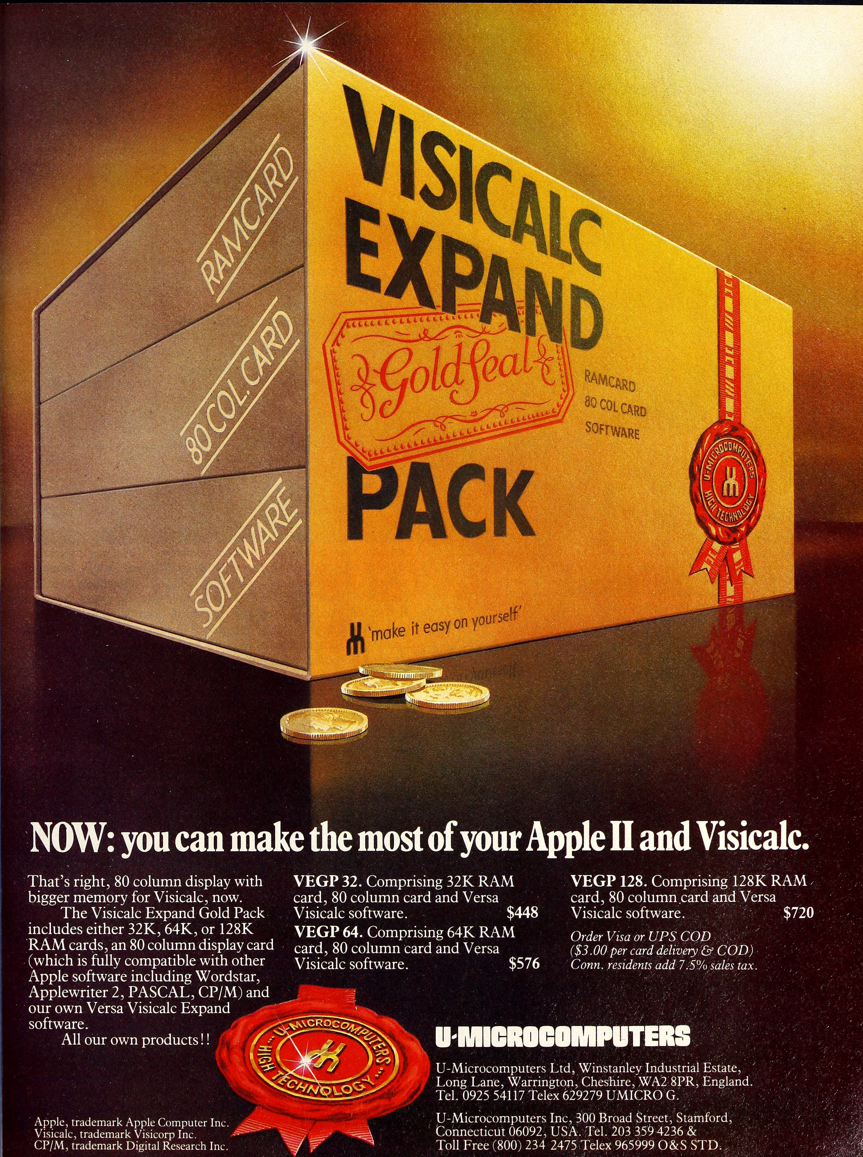 RAMCARD
80 COL. CARD
SOFTWARE
VISICALC
EXPAND
Gold Seal
PACK
RAMCARD
80 COL CARD
SOFTWARE
U-MICROCOMPUTERS
HIGH TECHNOLOGY
'make it easy on yourself'
NOW: you can make the most of your Apple II and Visicalc.
That's right, 80 column display with
bigger memory for Visicalc, now.
The Visicalc Expand Gold Pack
includes either 32K, 64K, or 128K
RAM cards, an 80 column display card
(which is fully compatible with other
Apple software including Wordstar,
Applewriter 2, PASCAL, CP/M) and
our own Versa Visicalc Expand
software.
All our own products!!
VEGP 32. Comprising 32K RAM
card, 80 column card and Versa
Visicalc software. $448
VEGP 64. Comprising 64K RAM
card, 80 column card and Versa
Visicalc software. $576
VEGP 128. Comprising 128K RAM
card, 80 column card and Versa
Visicalc software. $720
Order Visa or UPS COD
($3.00 per card delivery & COD)
Conn. residents add 7.5% sales tax.
U-MICROCOMPUTERS
HIGH TECHNOLOGY
Apple, trademark Apple Computer Inc.
Visicalc, trademark Visicorp Inc.
CP/M, trademark Digital Research Inc.
U-MICROCOMPUTERS
U-Microcomputers Ltd, Winstanley Industrial Estate,
Long Lane, Warrington, Cheshire, WA2 8PR, England.
Tel. 0925 54117 Telex 629279 UMICRO G.
U-Microcomputers Inc, 300 Broad Street, Stamford,
Connecticut 06092, USA. Tel. 203 359 4236 &
Toll Free (800) 234 2475 Telex 965999 O&S STD.